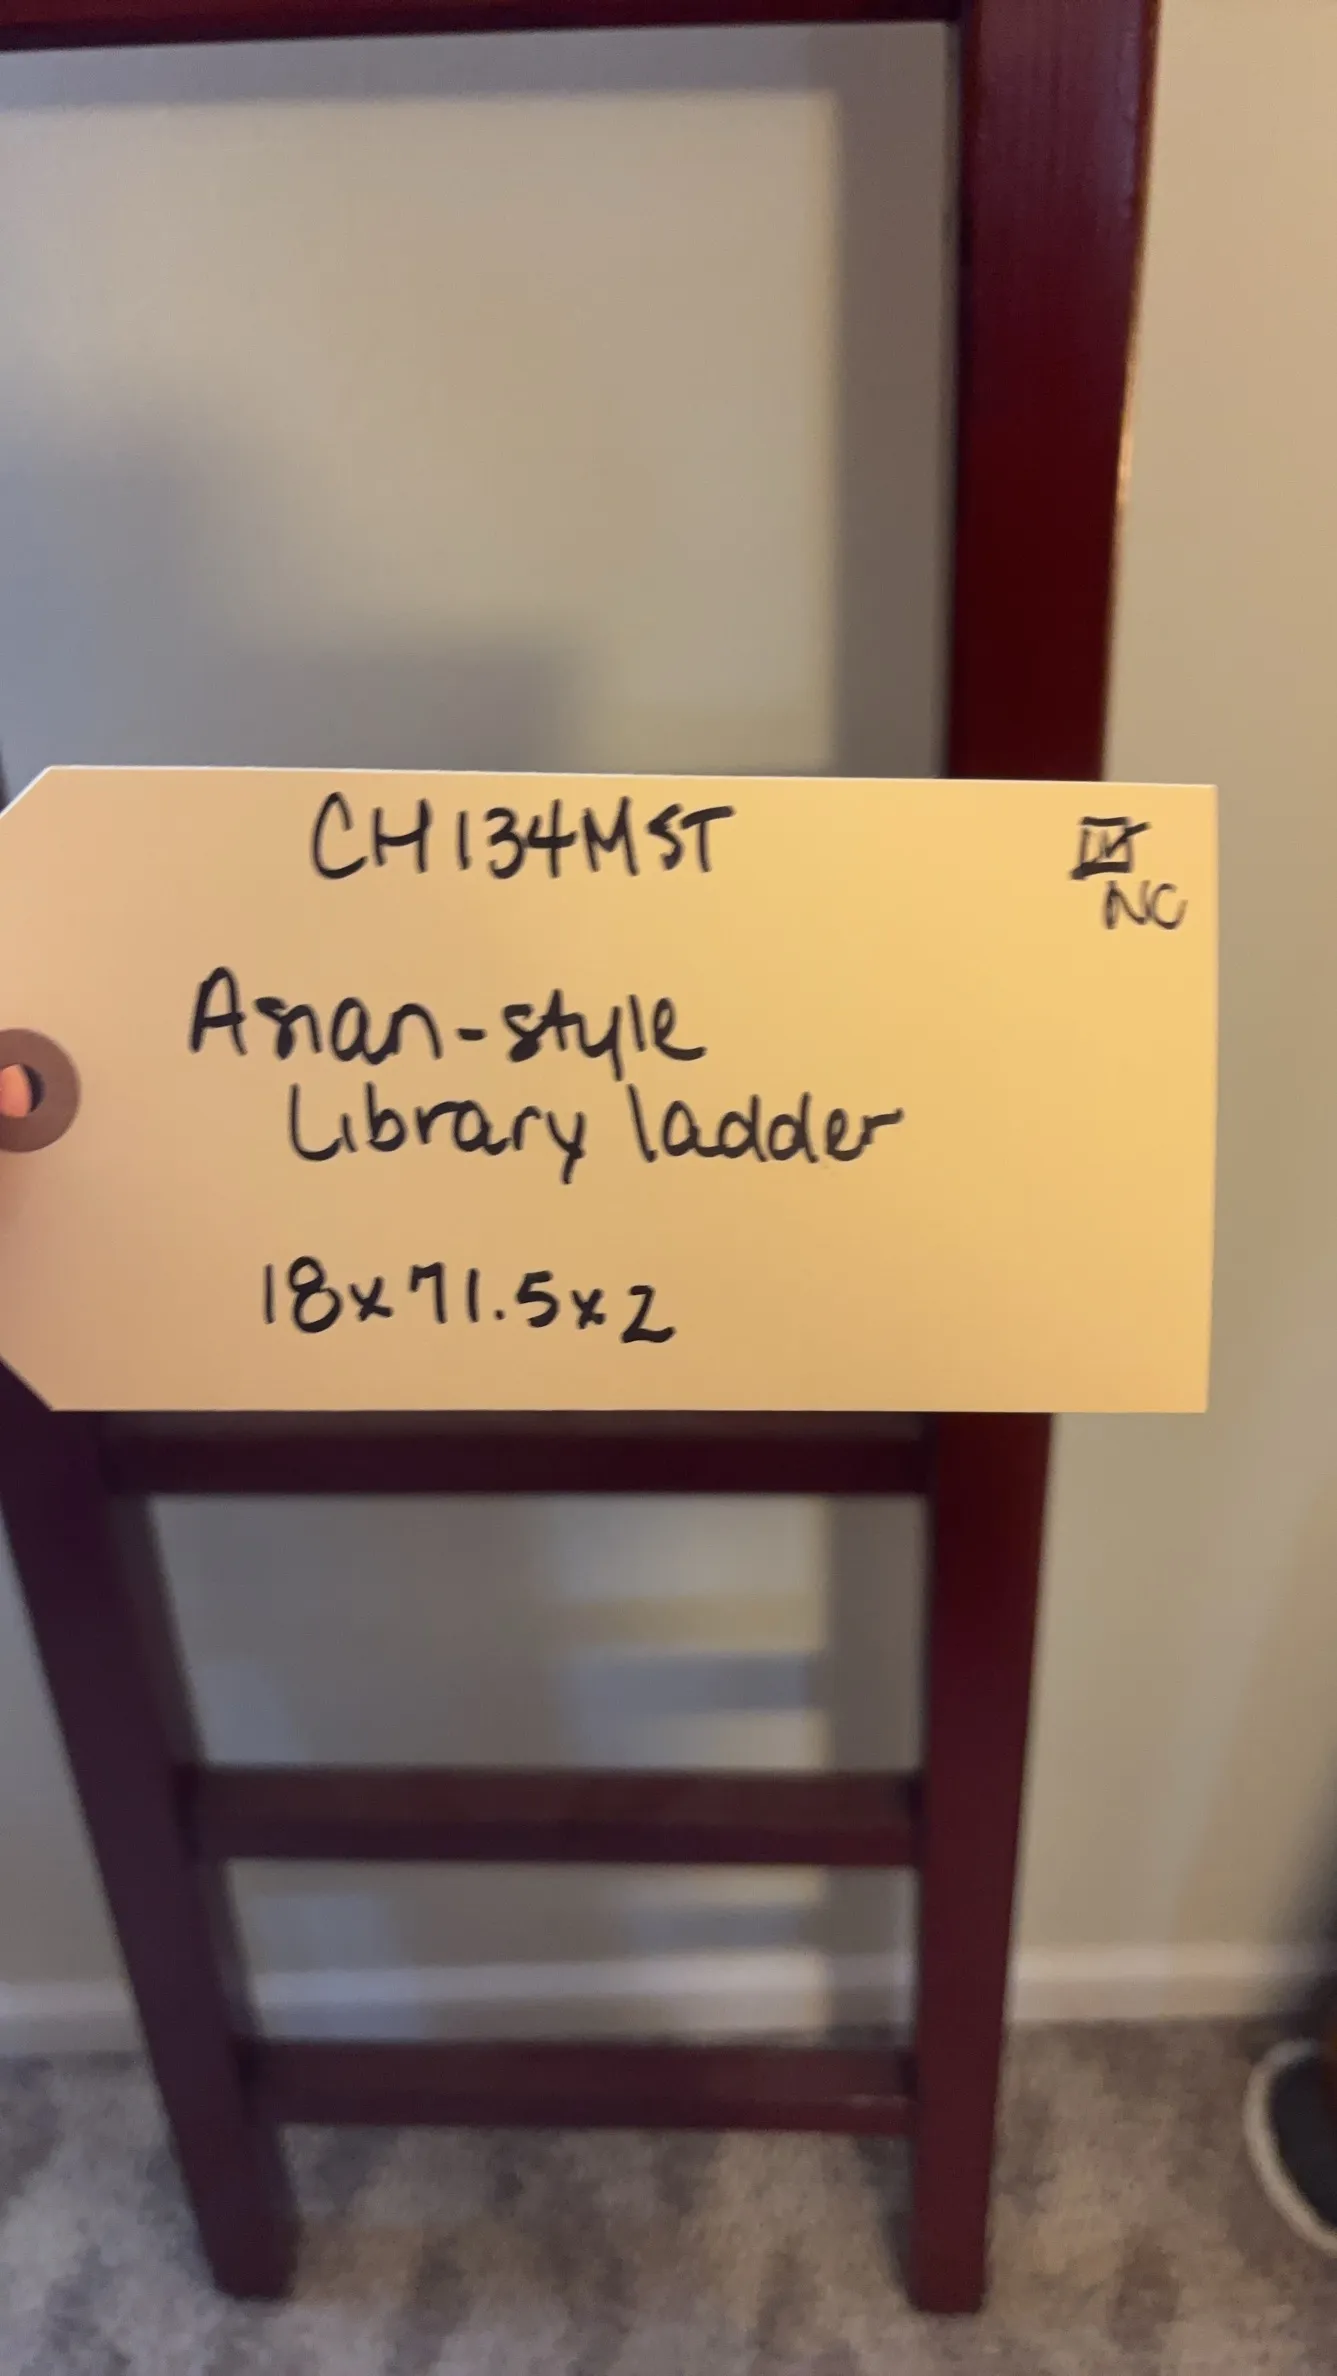 CH134MST
☑
NC
Asian-style
Library ladder
18x71.5x2